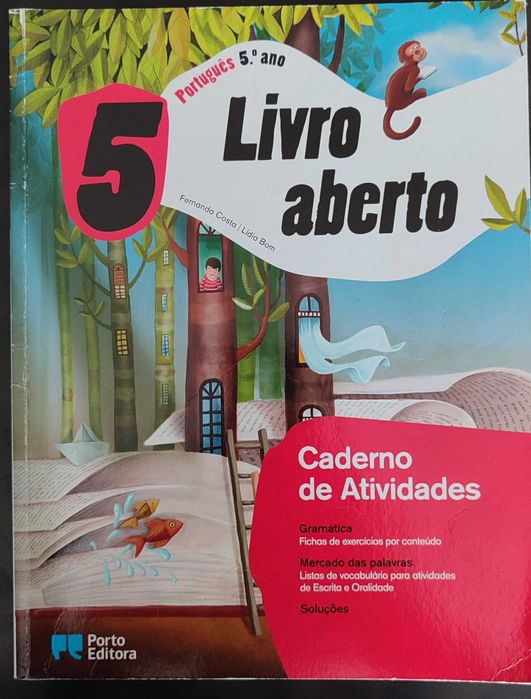 Português 5.º ano
5
Livro
aberto
Fernanda Costa / Lídia Bom
Caderno
de Atividades
Gramática
Fichas de exercícios por conteúdo
Mercado das palavras
Listas de vocabulário para atividades
de Escrita e Oralidade
Soluções
Porto
Editora